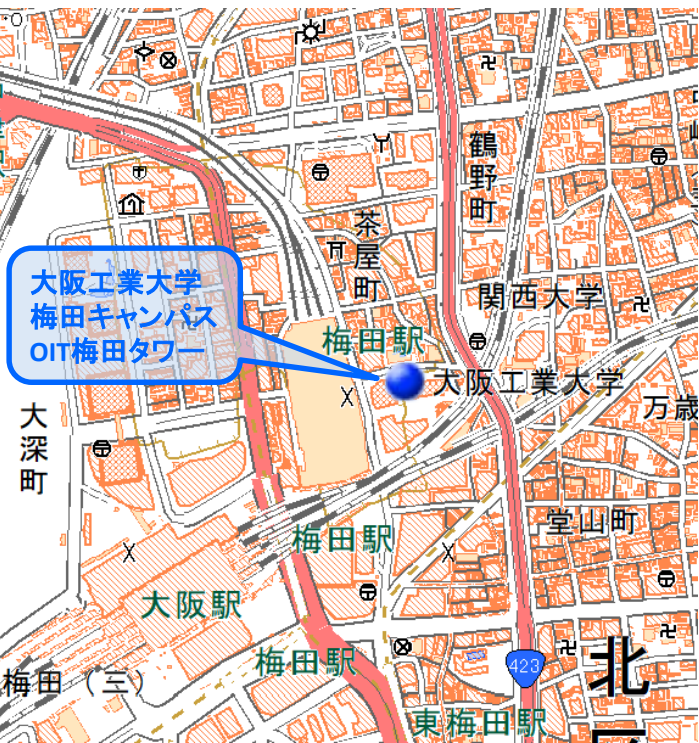 鶴野町
茶屋町
大阪工業大学
梅田キャンパス
OIT梅田タワー
関西大学
梅田駅
大阪工業大学
万歳
大深町
堂山町
梅田駅
大阪駅
梅田駅
423
北
梅田(三)
東梅田駅